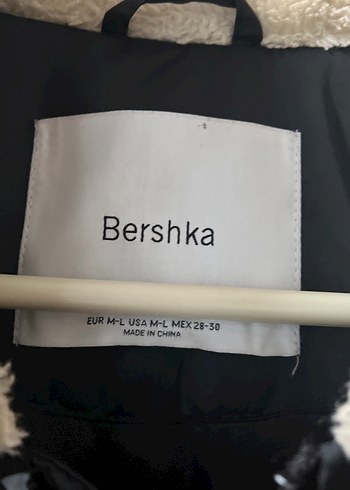 Bershka
EUR M-L USA M-L MEX 28-30
MADE IN CHINA